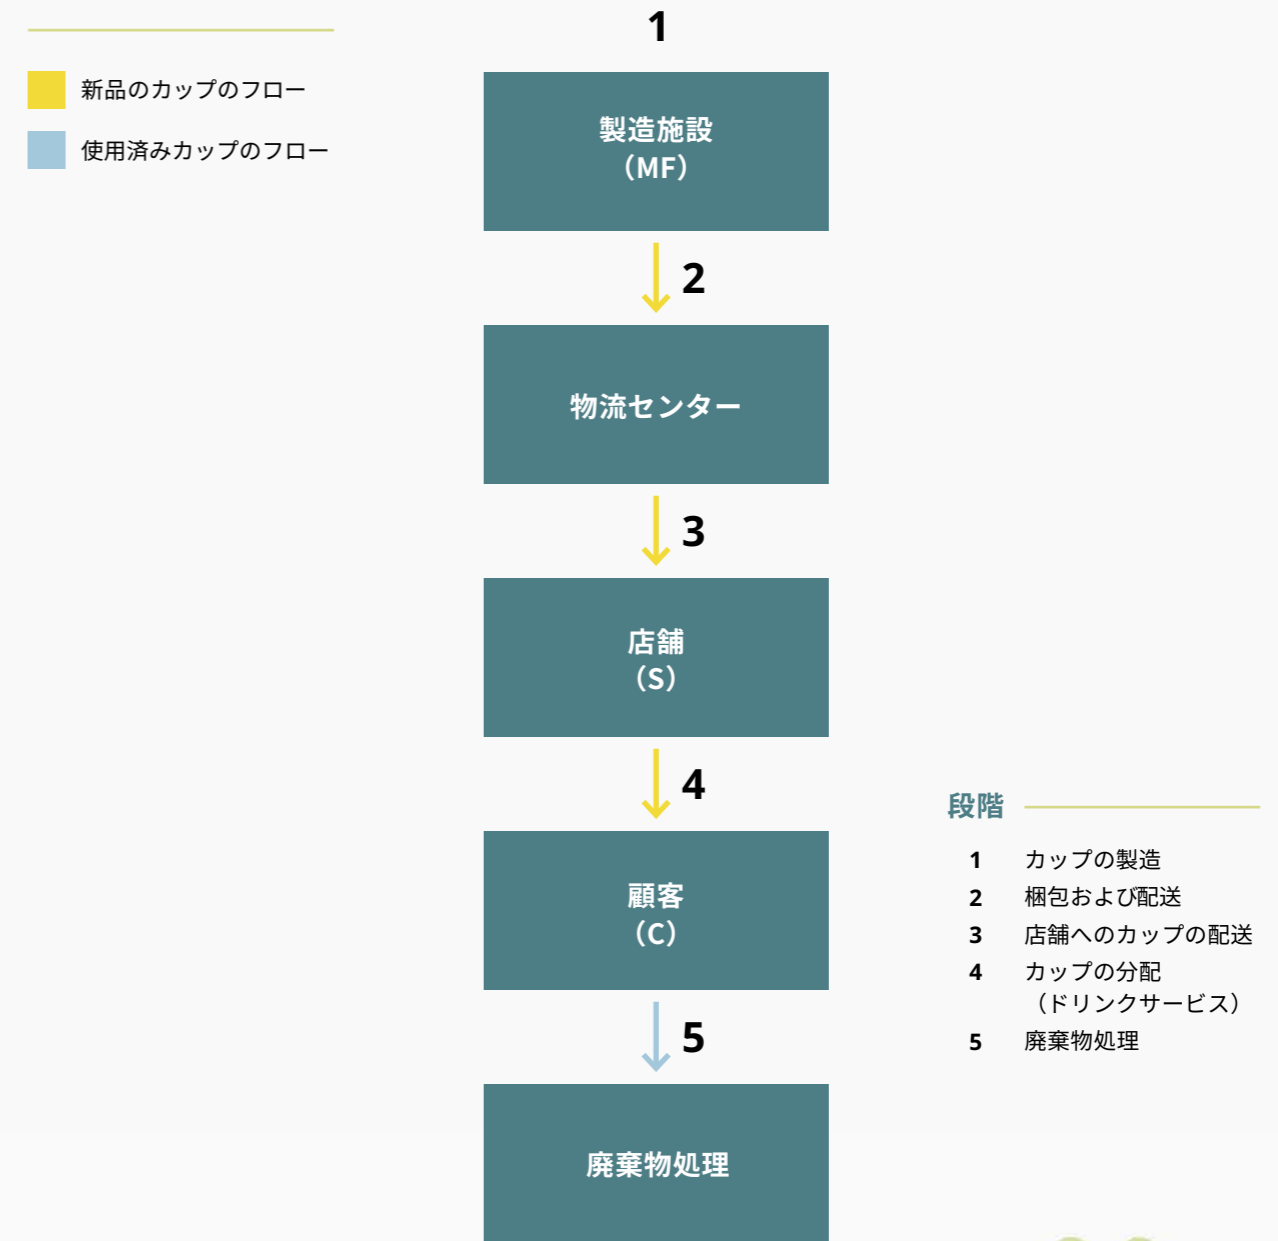 新品のカップのフロー
使用済みカップのフロー
1
製造施設
（MF）
2
物流センター
3
店舗
（S）
4
顧客
（C）
5
廃棄物処理
段階
1 カップの製造
2 梱包および配送
3 店舗へのカップの配送
4 カップの分配
（ドリンクサービス）
5 廃棄物処理